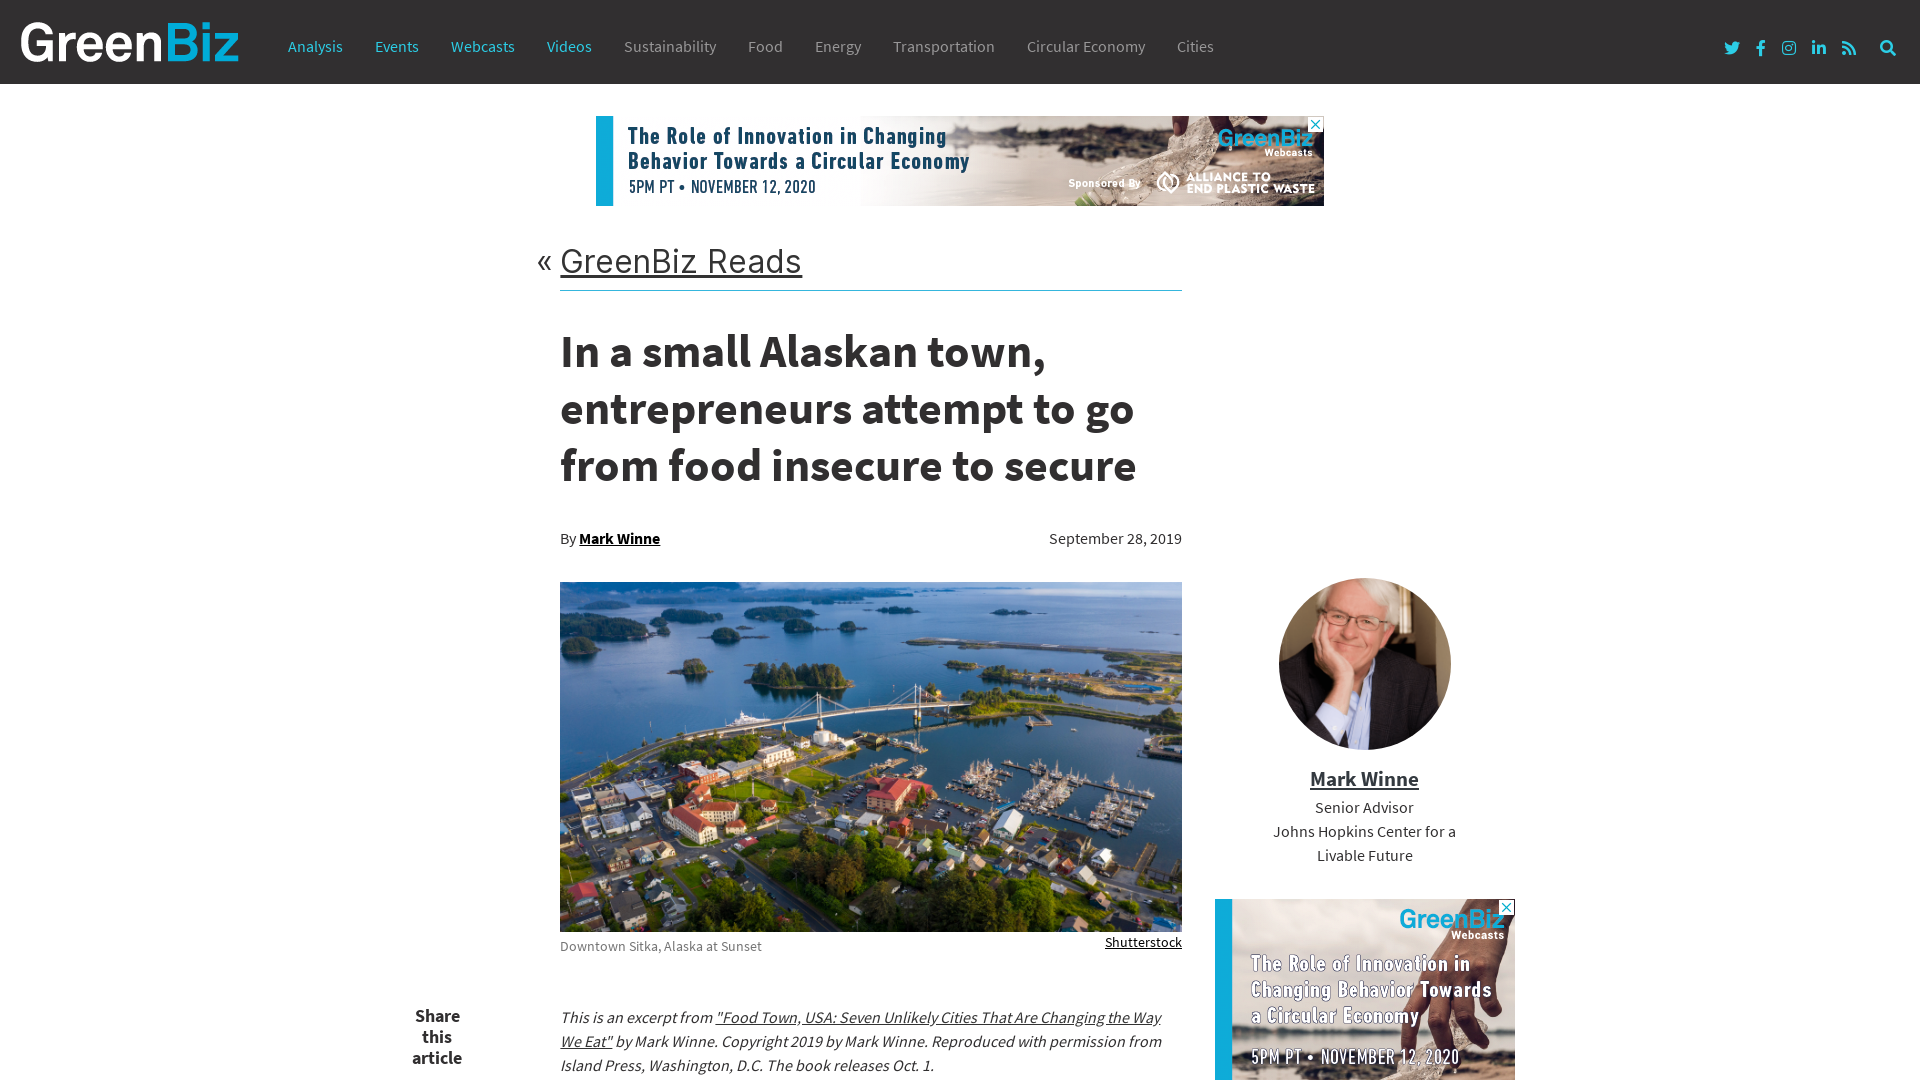 GreenBiz
Analysis
Events
Webcasts
Videos
Sustainability
Food
Energy
Transportation
Circular Economy
Cities
The Role of Innovation in Changing
Behavior Towards a Circular Economy
5PM PT • NOVEMBER 12, 2020
GreenBiz
Webcasts
Sponsored By
ALLIANCE TO
END PLASTIC WASTE
« GreenBiz Reads
In a small Alaskan town,
entrepreneurs attempt to go
from food insecure to secure
By Mark Winne
September 28, 2019
Downtown Sitka, Alaska at Sunset
Shutterstock
Mark Winne
Senior Advisor
Johns Hopkins Center for a
Livable Future
GreenBiz
Webcasts
The Role of Innovation in
Changing Behavior Towards
a Circular Economy
5PM PT • NOVEMBER 12, 2020
Share
this
article
This is an excerpt from "Food Town, USA: Seven Unlikely Cities That Are Changing the Way
We Eat" by Mark Winne. Copyright 2019 by Mark Winne. Reproduced with permission from
Island Press, Washington, D.C. The book releases Oct. 1.